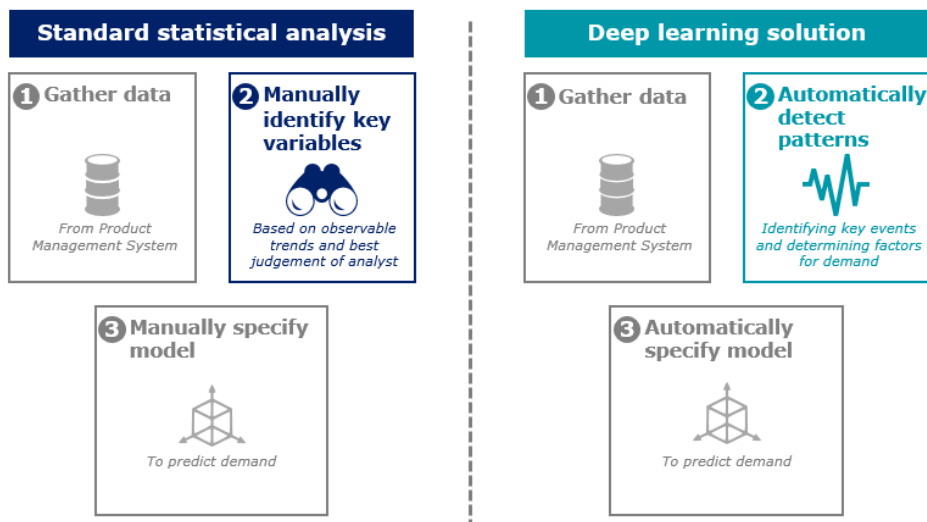 Standard statistical analysis
1 Gather data
From Product
Management System
2 Manually
identify key
variables
Based on observable
trends and best
judgement of analyst
3 Manually specify
model
To predict demand
Deep learning solution
1 Gather data
From Product
Management System
2 Automatically
detect
patterns
Identifying key events
and determining factors
for demand
3 Automatically
specify model
To predict demand